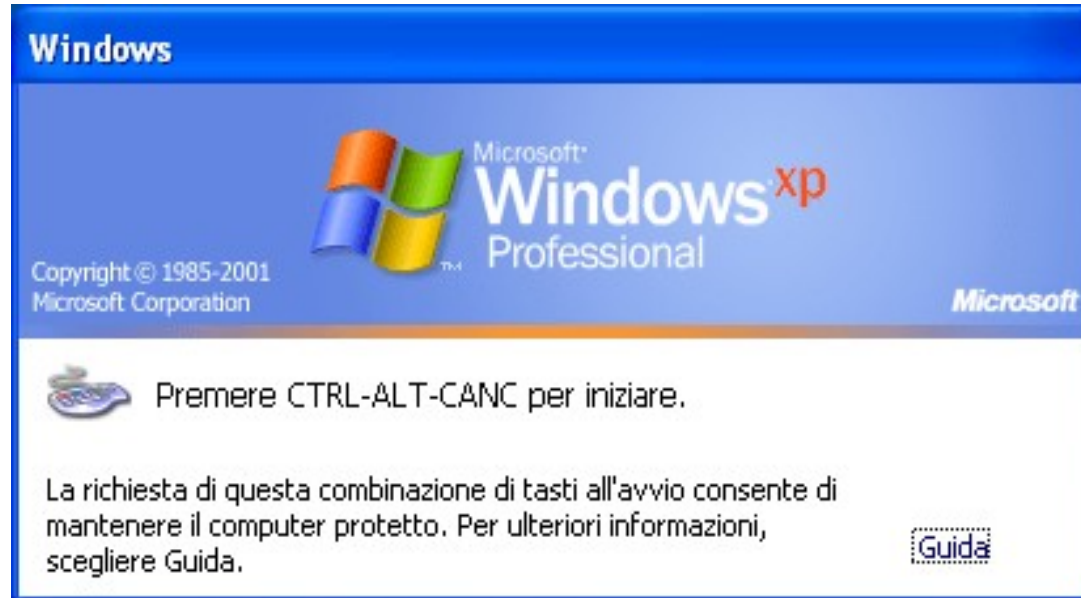 Windows
Microsoft®
Windows xp
Professional
TM
Copyright © 1985-2001
Microsoft Corporation
Microsoft
Premere CTRL-ALT-CANC per iniziare.
La richiesta di questa combinazione di tasti all'avvio consente di
mantenere il computer protetto. Per ulteriori informazioni,
scegliere Guida.
Guida